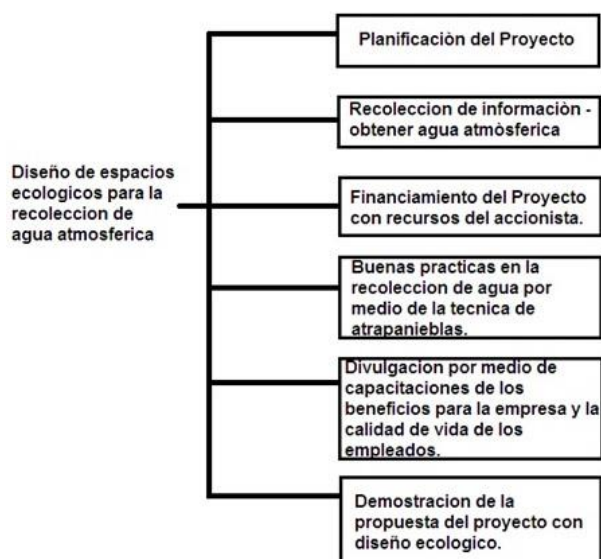 Planificaciòn del Proyecto
Recoleccion de informaciòn -
obtener agua atmòsferica
Diseño de espacios
ecologicos para la
recoleccion de
agua atmosferica
Financiamiento del Proyecto
con recursos del accionista.
Buenas practicas en la
recoleccion de agua por
medio de la tecnica de
atrapanieblas.
Divulgacion por medio de
capacitaciones de los
beneficios para la empresa y la
calidad de vida de los
empleados.
Demostracion de la
propuesta del proyecto con
diseño ecologico.